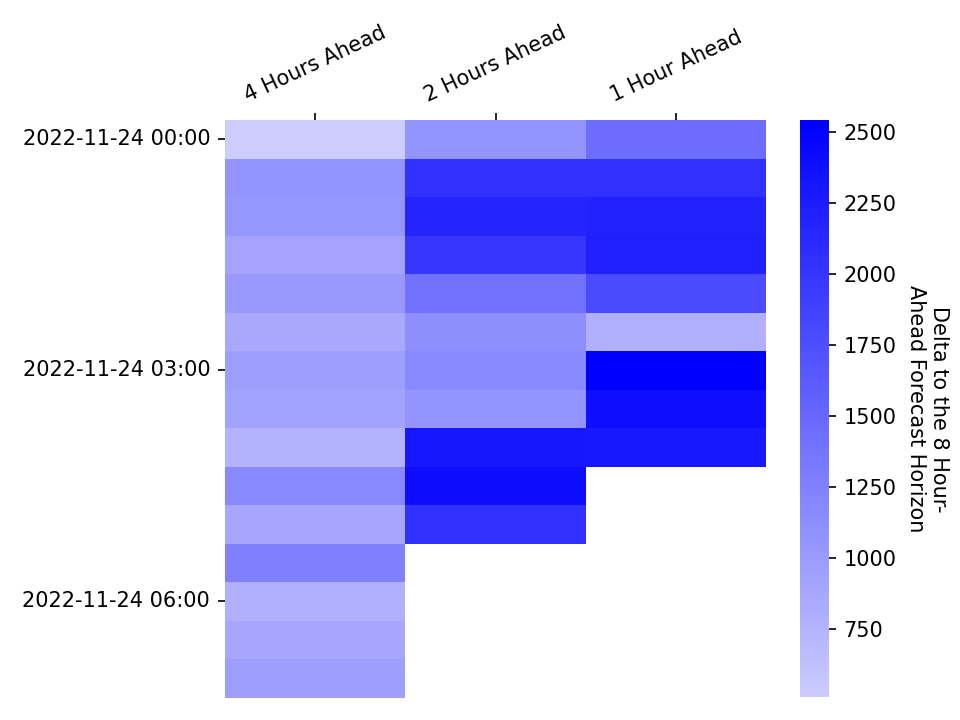 4 Hours Ahead
2 Hours Ahead
1 Hour Ahead
2022-11-24 00:00
2022-11-24 03:00
2022-11-24 06:00
2500
2250
2000
1750
1500
1250
1000
750
Delta to the 8 Hour-
Ahead Forecast Horizon